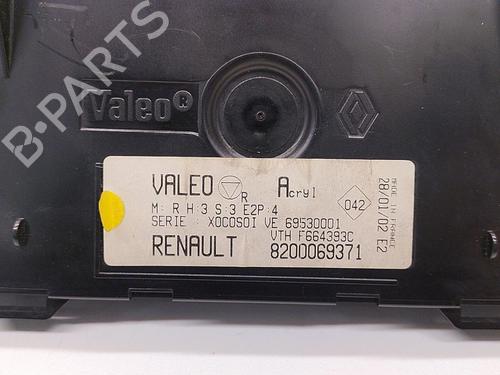 B-PARTS
Valeo®
VALEO R Acryl
M: R H:3 S:3 E2P:4
SERIE : XOCOSOI VE 69530001
VTH F664393C
RENAULT 8200069371
042
MADE IN FRANCE
28/01/02 E2